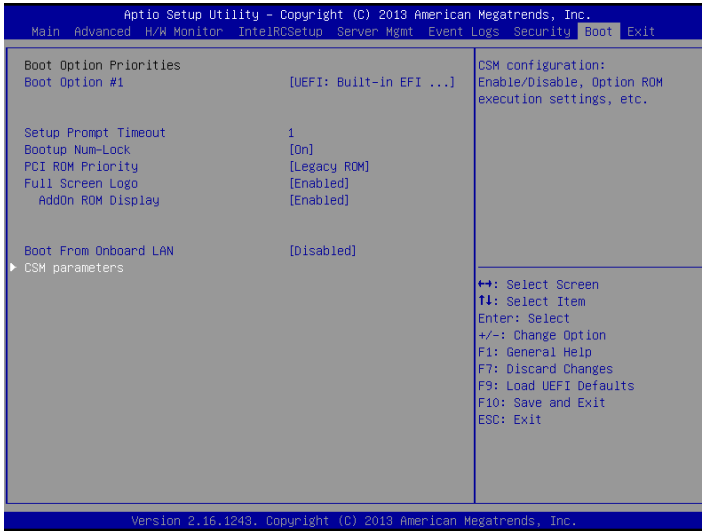 Aptio Setup Utility – Copyright (C) 2013 American Megatrends, Inc.
Main Advanced H/W Monitor IntelRCSetup Server Mgmt Event Logs Security Boot Exit
Boot Option Priorities
Boot Option #1 [UEFI: Built-in EFI ...]
Setup Prompt Timeout 1
Bootup Num-Lock [On]
PCI ROM Priority [Legacy ROM]
Full Screen Logo [Enabled]
AddOn ROM Display [Enabled]
Boot From Onboard LAN [Disabled]
▶ CSM parameters
CSM configuration:
Enable/Disable, Option ROM
execution settings, etc.
↔: Select Screen
↑↓: Select Item
Enter: Select
+/-: Change Option
F1: General Help
F7: Discard Changes
F9: Load UEFI Defaults
F10: Save and Exit
ESC: Exit
Version 2.16.1243. Copyright (C) 2013 American Megatrends, Inc.